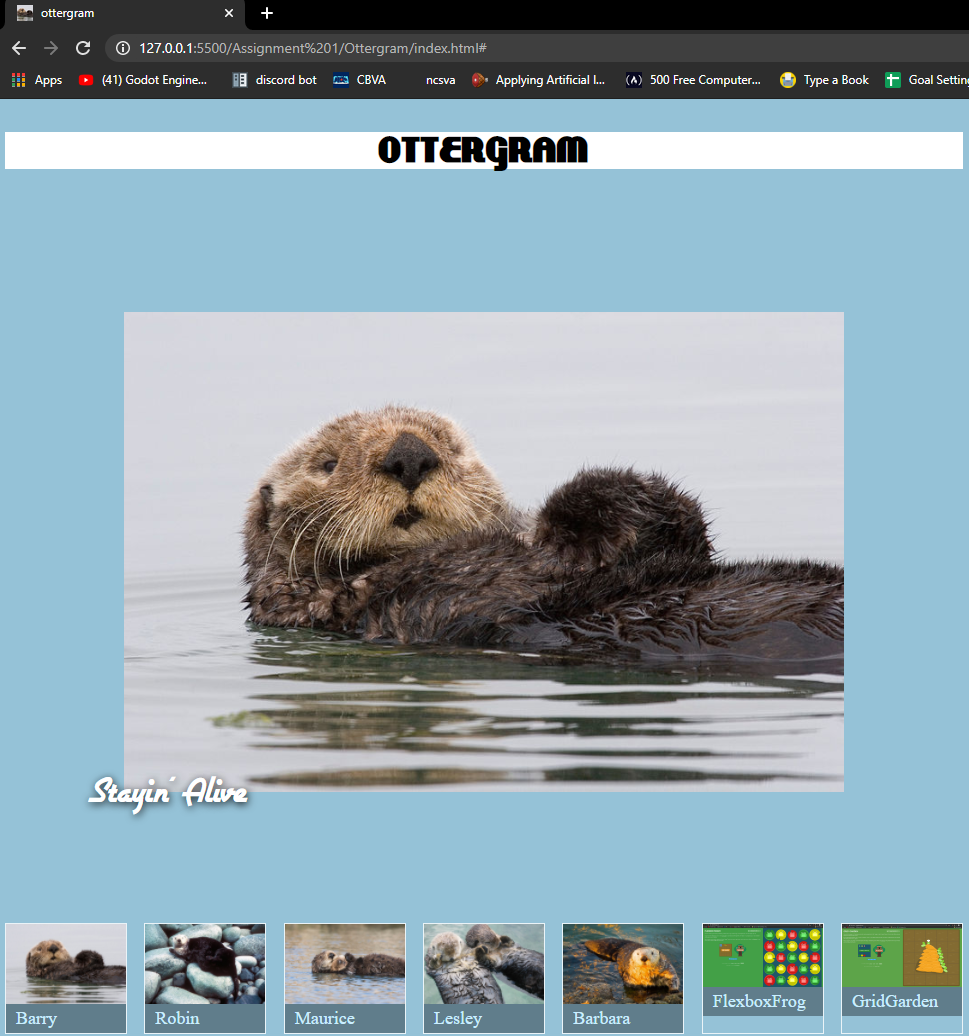 ottergram
127.0.0.1:5500/Assignment%201/Ottergram/index.html#
Apps (41) Godot Engine... discord bot CBVA ncsva Applying Artificial I... 500 Free Computer... Type a Book Goal Setting
OTTERGRAM
Stayin' Alive
Barry Robin Maurice Lesley Barbara FlexboxFrog GridGarden